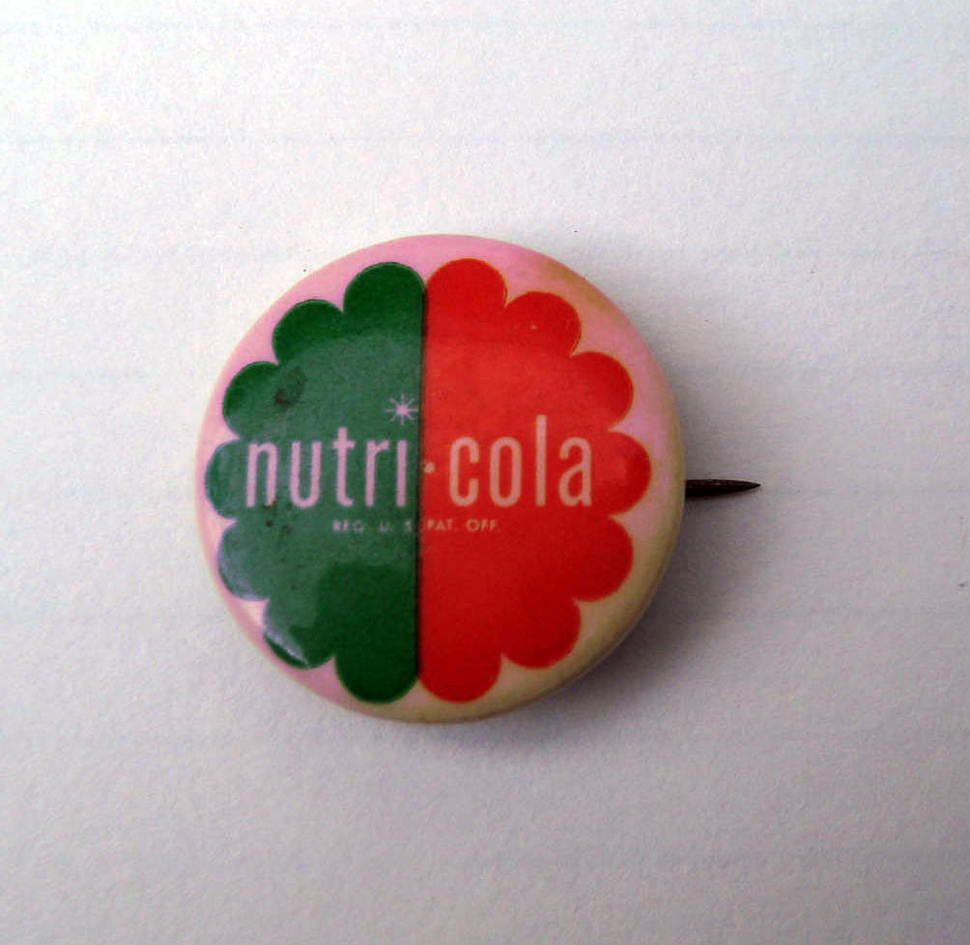 nutri·cola
REG. U. S. PAT. OFF.